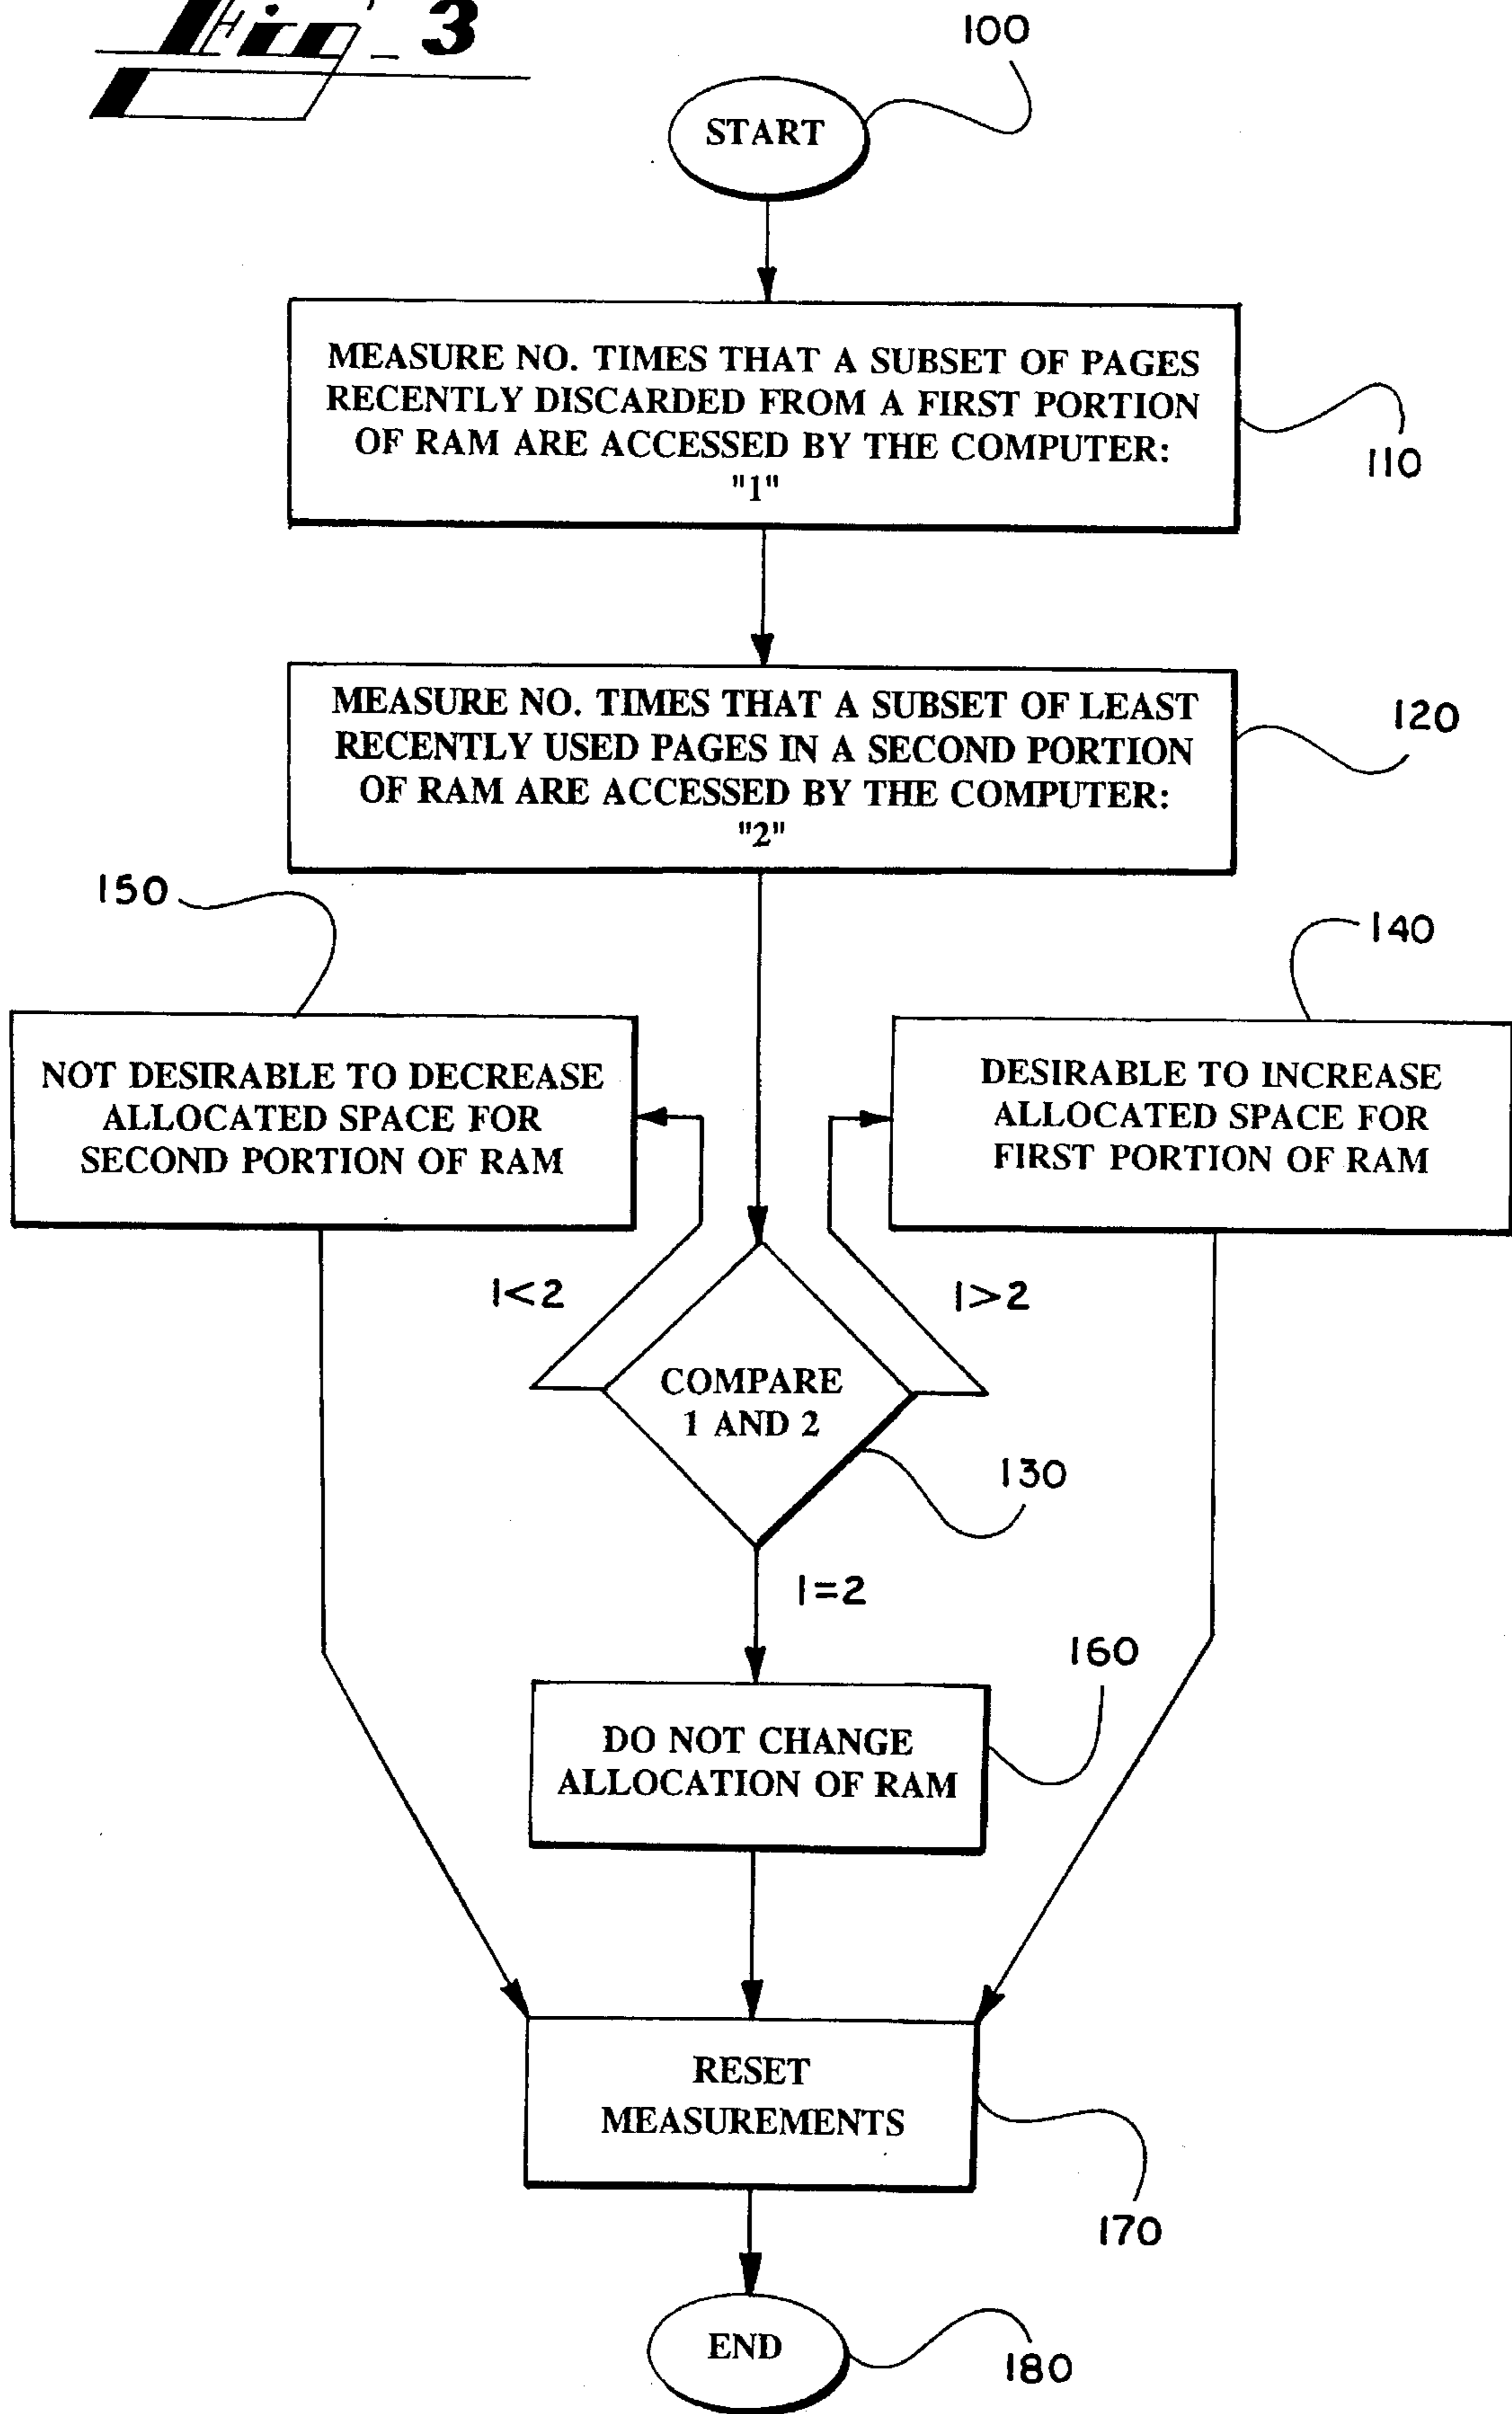 Fig_3
100
START
MEASURE NO. TIMES THAT A SUBSET OF PAGES
RECENTLY DISCARDED FROM A FIRST PORTION
OF RAM ARE ACCESSED BY THE COMPUTER:
"1"
110
MEASURE NO. TIMES THAT A SUBSET OF LEAST
RECENTLY USED PAGES IN A SECOND PORTION
OF RAM ARE ACCESSED BY THE COMPUTER:
"2"
120
150
140
NOT DESIRABLE TO DECREASE
ALLOCATED SPACE FOR
SECOND PORTION OF RAM
DESIRABLE TO INCREASE
ALLOCATED SPACE FOR
FIRST PORTION OF RAM
1<2
1>2
COMPARE
1 AND 2
130
1=2
160
DO NOT CHANGE
ALLOCATION OF RAM
RESET
MEASUREMENTS
170
END
180